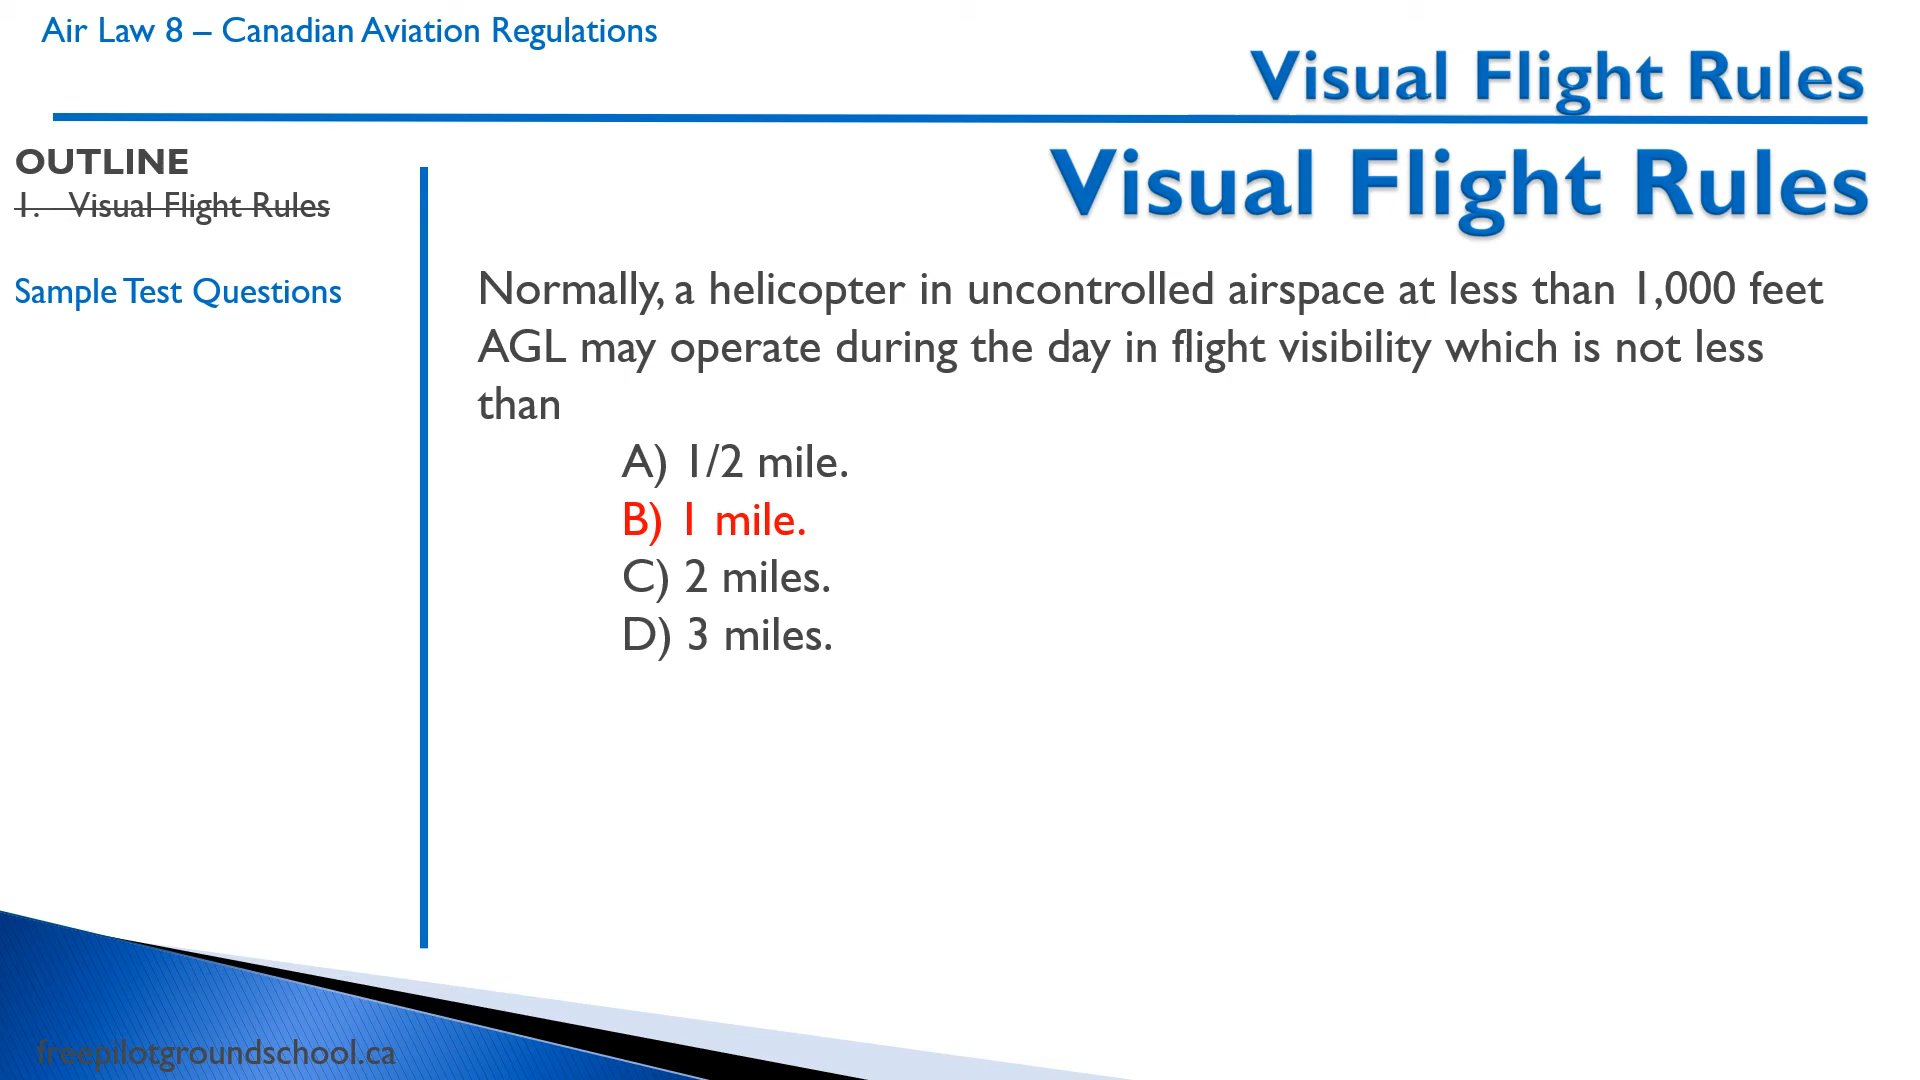 Air Law 8 – Canadian Aviation Regulations
Visual Flight Rules
OUTLINE
1. Visual Flight Rules
Sample Test Questions
Visual Flight Rules
Normally, a helicopter in uncontrolled airspace at less than 1,000 feet
AGL may operate during the day in flight visibility which is not less
than
A) 1/2 mile.
B) 1 mile.
C) 2 miles.
D) 3 miles.
freepilotgroundschool.ca